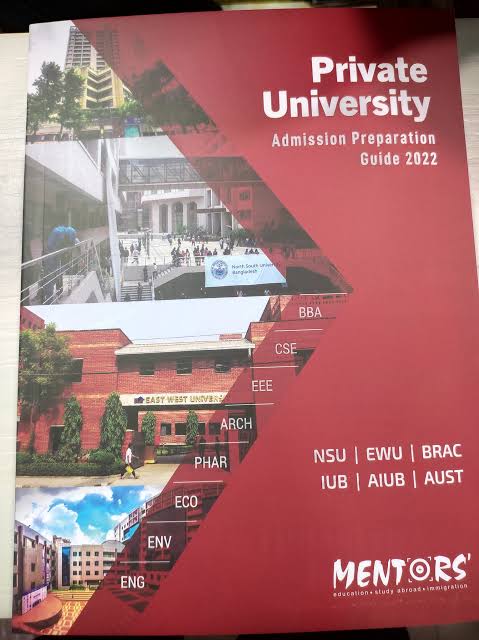 Private
University
Admission Preparation
Guide 2022
North South University
Bangladesh
BBA
CSE
EEE
EAST WEST UNIVERS
ARCH
PHAR
ECO
ENV
ENG
NSU | EWU | BRAC
IUB | AIUB | AUST
MENTORS'
education • study abroad • immigration